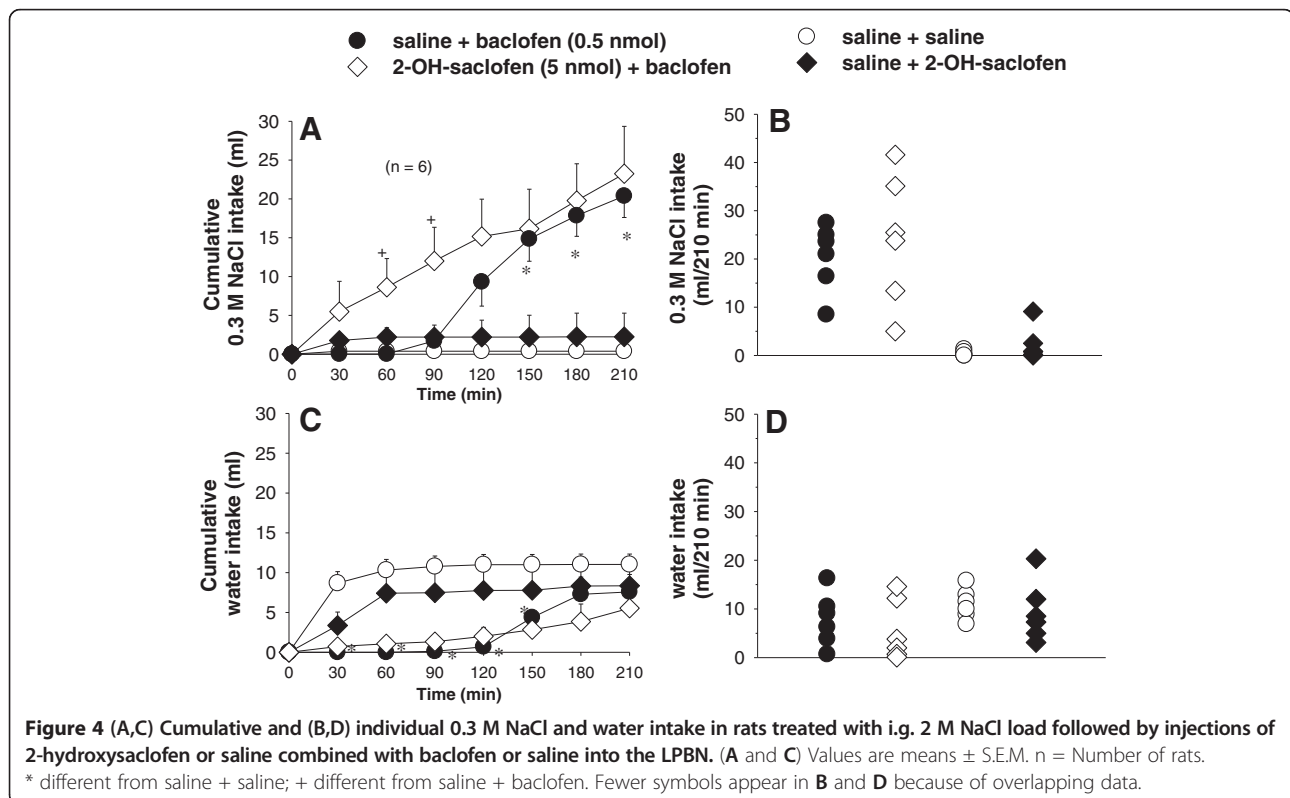 saline + baclofen (0.5 nmol)
saline + saline
2-OH-saclofen (5 nmol) + baclofen
saline + 2-OH-saclofen
A
Cumulative
0.3 M NaCl intake (ml)
30
25
20
15
10
5
0
(n = 6)
+
+
*
*
*
0 30 60 90 120 150 180 210
Time (min)
B
0.3 M NaCl intake
(ml/210 min)
50
40
30
20
10
0
C
Cumulative
water intake (ml)
30
25
20
15
10
5
0
*
*
*
*
*
0 30 60 90 120 150 180 210
Time (min)
D
water intake
(ml/210 min)
50
40
30
20
10
0
Figure 4 (A,C) Cumulative and (B,D) individual 0.3 M NaCl and water intake in rats treated with i.g. 2 M NaCl load followed by injections of
2-hydroxysaclofen or saline combined with baclofen or saline into the LPBN. (A and C) Values are means ± S.E.M. n = Number of rats.
* different from saline + saline; + different from saline + baclofen. Fewer symbols appear in B and D because of overlapping data.